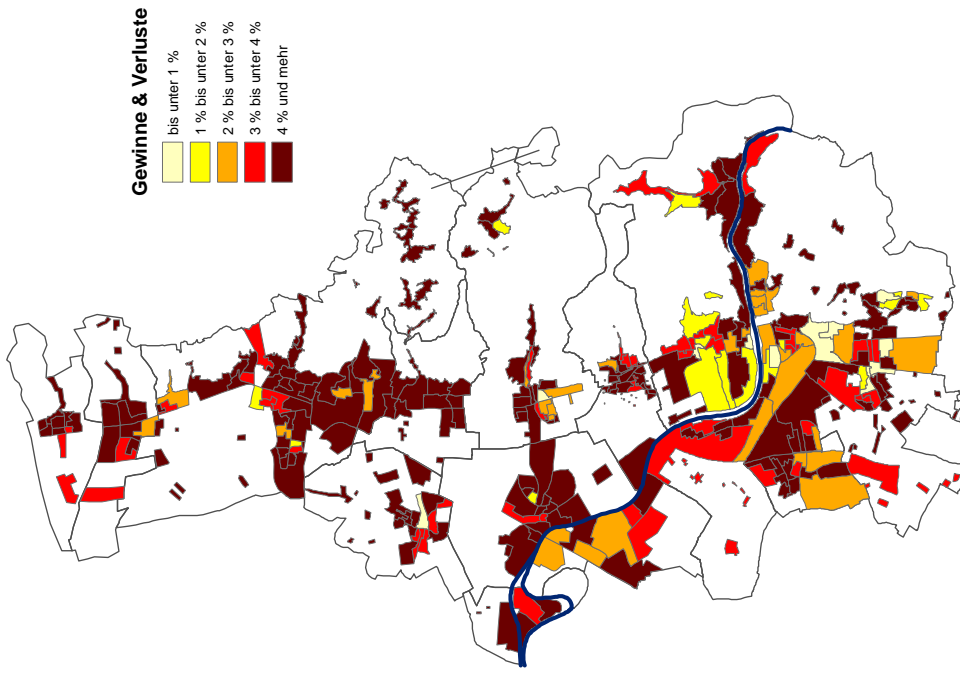 Gewinne & Verluste
bis unter 1 %
1 % bis unter 2 %
2 % bis unter 3 %
3 % bis unter 4 %
4 % und mehr